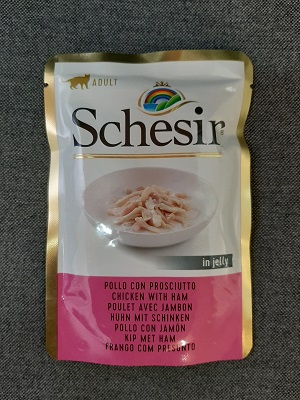 ADULT
Schesir®
in jelly
POLLO CON PROSCIUTTO
CHICKEN WITH HAM
POULET AVEC JAMBON
HUHN MIT SCHINKEN
POLLO CON JAMÓN
KIP MET HAM
FRANGO COM PRESUNTO